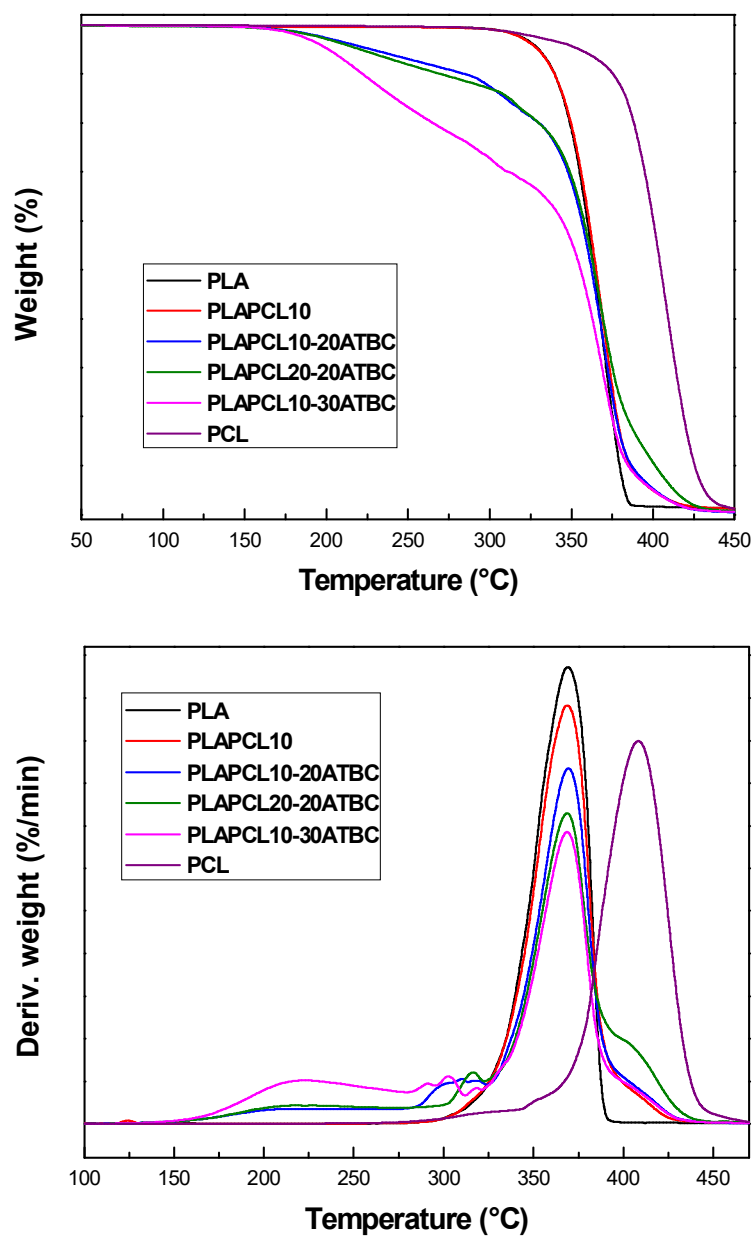 Weight (%)
PLA
PLAPCL10
PLAPCL10-20ATBC
PLAPCL20-20ATBC
PLAPCL10-30ATBC
PCL
50 100 150 200 250 300 350 400 450
Temperature (°C)
Deriv. weight (%/min)
PLA
PLAPCL10
PLAPCL10-20ATBC
PLAPCL20-20ATBC
PLAPCL10-30ATBC
PCL
100 150 200 250 300 350 400 450
Temperature (°C)